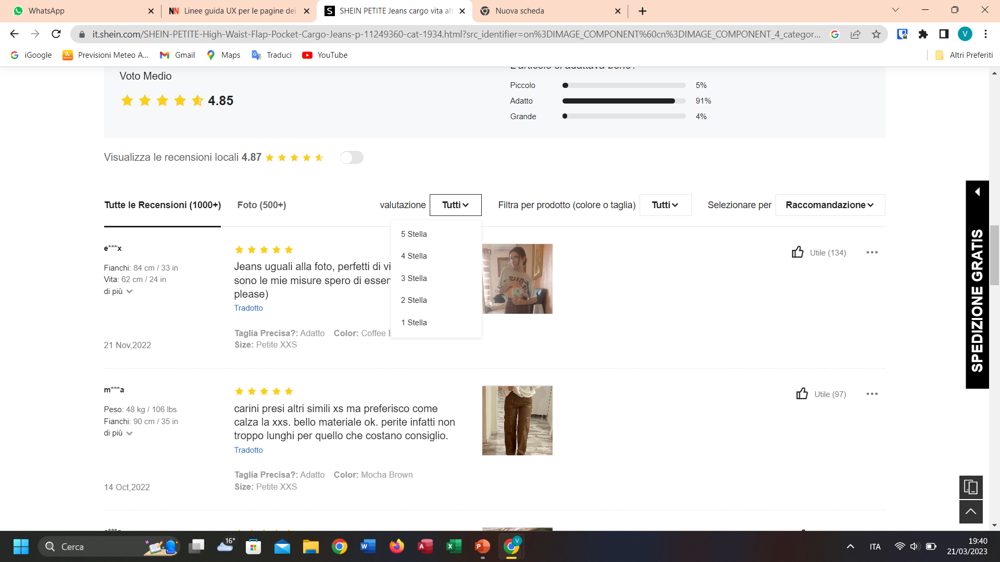 WhatsApp
Linee guida UX per le pagine dei
SHEIN PETITE Jeans cargo vita alt
Nuova scheda
it.shein.com/SHEIN-PETITE-High-Waist-Flap-Pocket-Cargo-Jeans-p-11249360-cat-1934.html?src_identifier=on%3DIMAGE_COMPONENT%60cn%3DIMAGE_COMPONENT_4_categor...
V
iGoogle
Previsioni Meteo A...
Gmail
Maps
Traduci
YouTube
Altri Preferiti
L'articolo si adattava bene?
Voto Medio
4.85
Piccolo 5%
Adatto 91%
Grande 4%
Visualizza le recensioni locali 4.87
Tutte le Recensioni (1000+)
Foto (500+)
valutazione Tutti
Filtra per prodotto (colore o taglia) Tutti
Selezionare per Raccomandazione
5 Stella
4 Stella
3 Stella
2 Stella
1 Stella
e***x
Fianchi: 84 cm / 33 in
Vita: 62 cm / 24 in
di più
21 Nov,2022
Jeans uguali alla foto, perfetti di vi
sono le mie misure spero di esser
please)
Tradotto
Taglia Precisa?: Adatto Color: Coffee
Size: Petite XXS
Utile (134)
m***a
Peso: 48 kg / 106 lbs
Fianchi: 90 cm / 35 in
di più
14 Oct,2022
carini presi altri simili xs ma preferisco come
calza la xxs. bello materiale ok. perite infatti non
troppo lunghi per quello che costano consiglio.
Tradotto
Taglia Precisa?: Adatto Color: Mocha Brown
Size: Petite XXS
Utile (97)
SPEDIZIONE GRATIS
Cerca
16°
ITA
19:40
21/03/2023